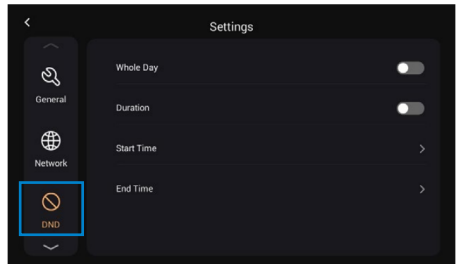 Settings
General
Network
DND
Whole Day
Duration
Start Time
End Time